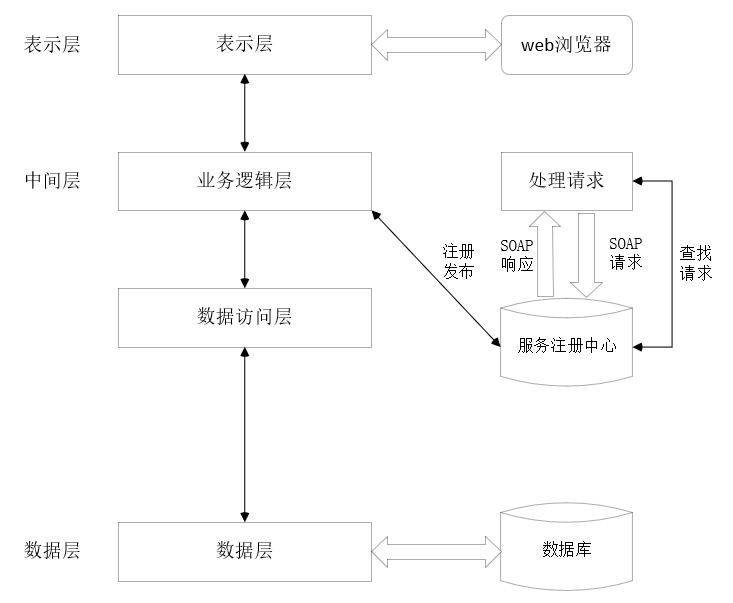 表示层
表示层
web浏览器
中间层
业务逻辑层
处理请求
注册
发布
SOAP
响应
SOAP
请求
查找
请求
数据访问层
服务注册中心
数据层
数据层
数据库